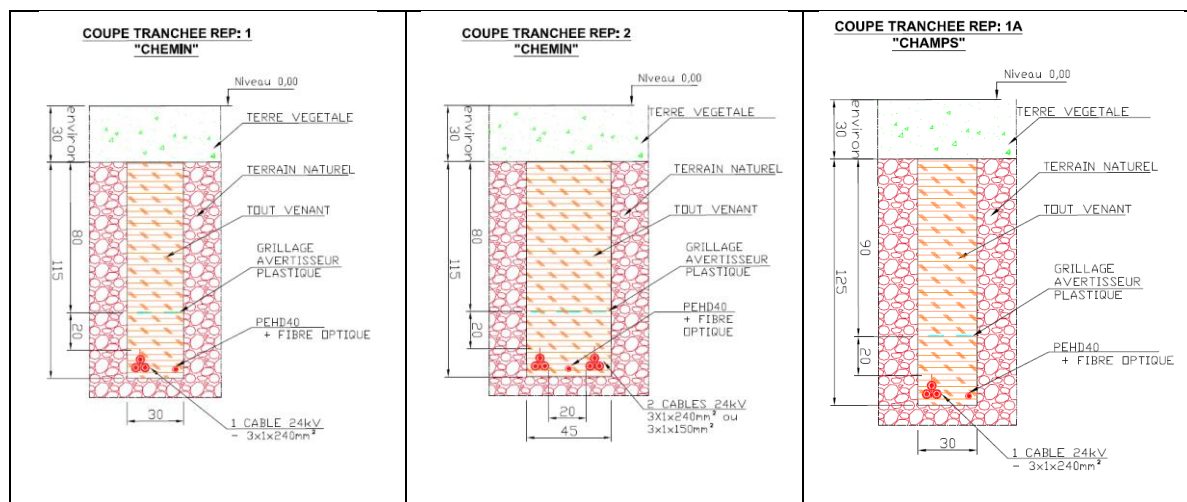 COUPE TRANCHEE REP: 1
"CHEMIN"
Niveau 0,00
environ
30
TERRE VEGETALE
TERRAIN NATUREL
TOUT VENANT
80
115
GRILLAGE
AVERTISSEUR
PLASTIQUE
20
PEHD40
+ FIBRE OPTIQUE
30
1 CABLE 24kV
- 3x1x240mm²
COUPE TRANCHEE REP: 2
"CHEMIN"
Niveau 0,00
environ
30
TERRE VEGETALE
TERRAIN NATUREL
TOUT VENANT
80
115
GRILLAGE
AVERTISSEUR
PLASTIQUE
20
PEHD40
+ FIBRE
OPTIQUE
20
45
2 CABLES 24kV
3X1x240mm² ou
3x1x150mm²
COUPE TRANCHEE REP: 1A
"CHAMPS"
Niveau 0,00
environ
30
TERRE VEGETALE
TERRAIN NATUREL
TOUT VENANT
90
125
GRILLAGE
AVERTISSEUR
PLASTIQUE
20
PEHD40
+ FIBRE OPTIQUE
30
1 CABLE 24kV
- 3x1x240mm²